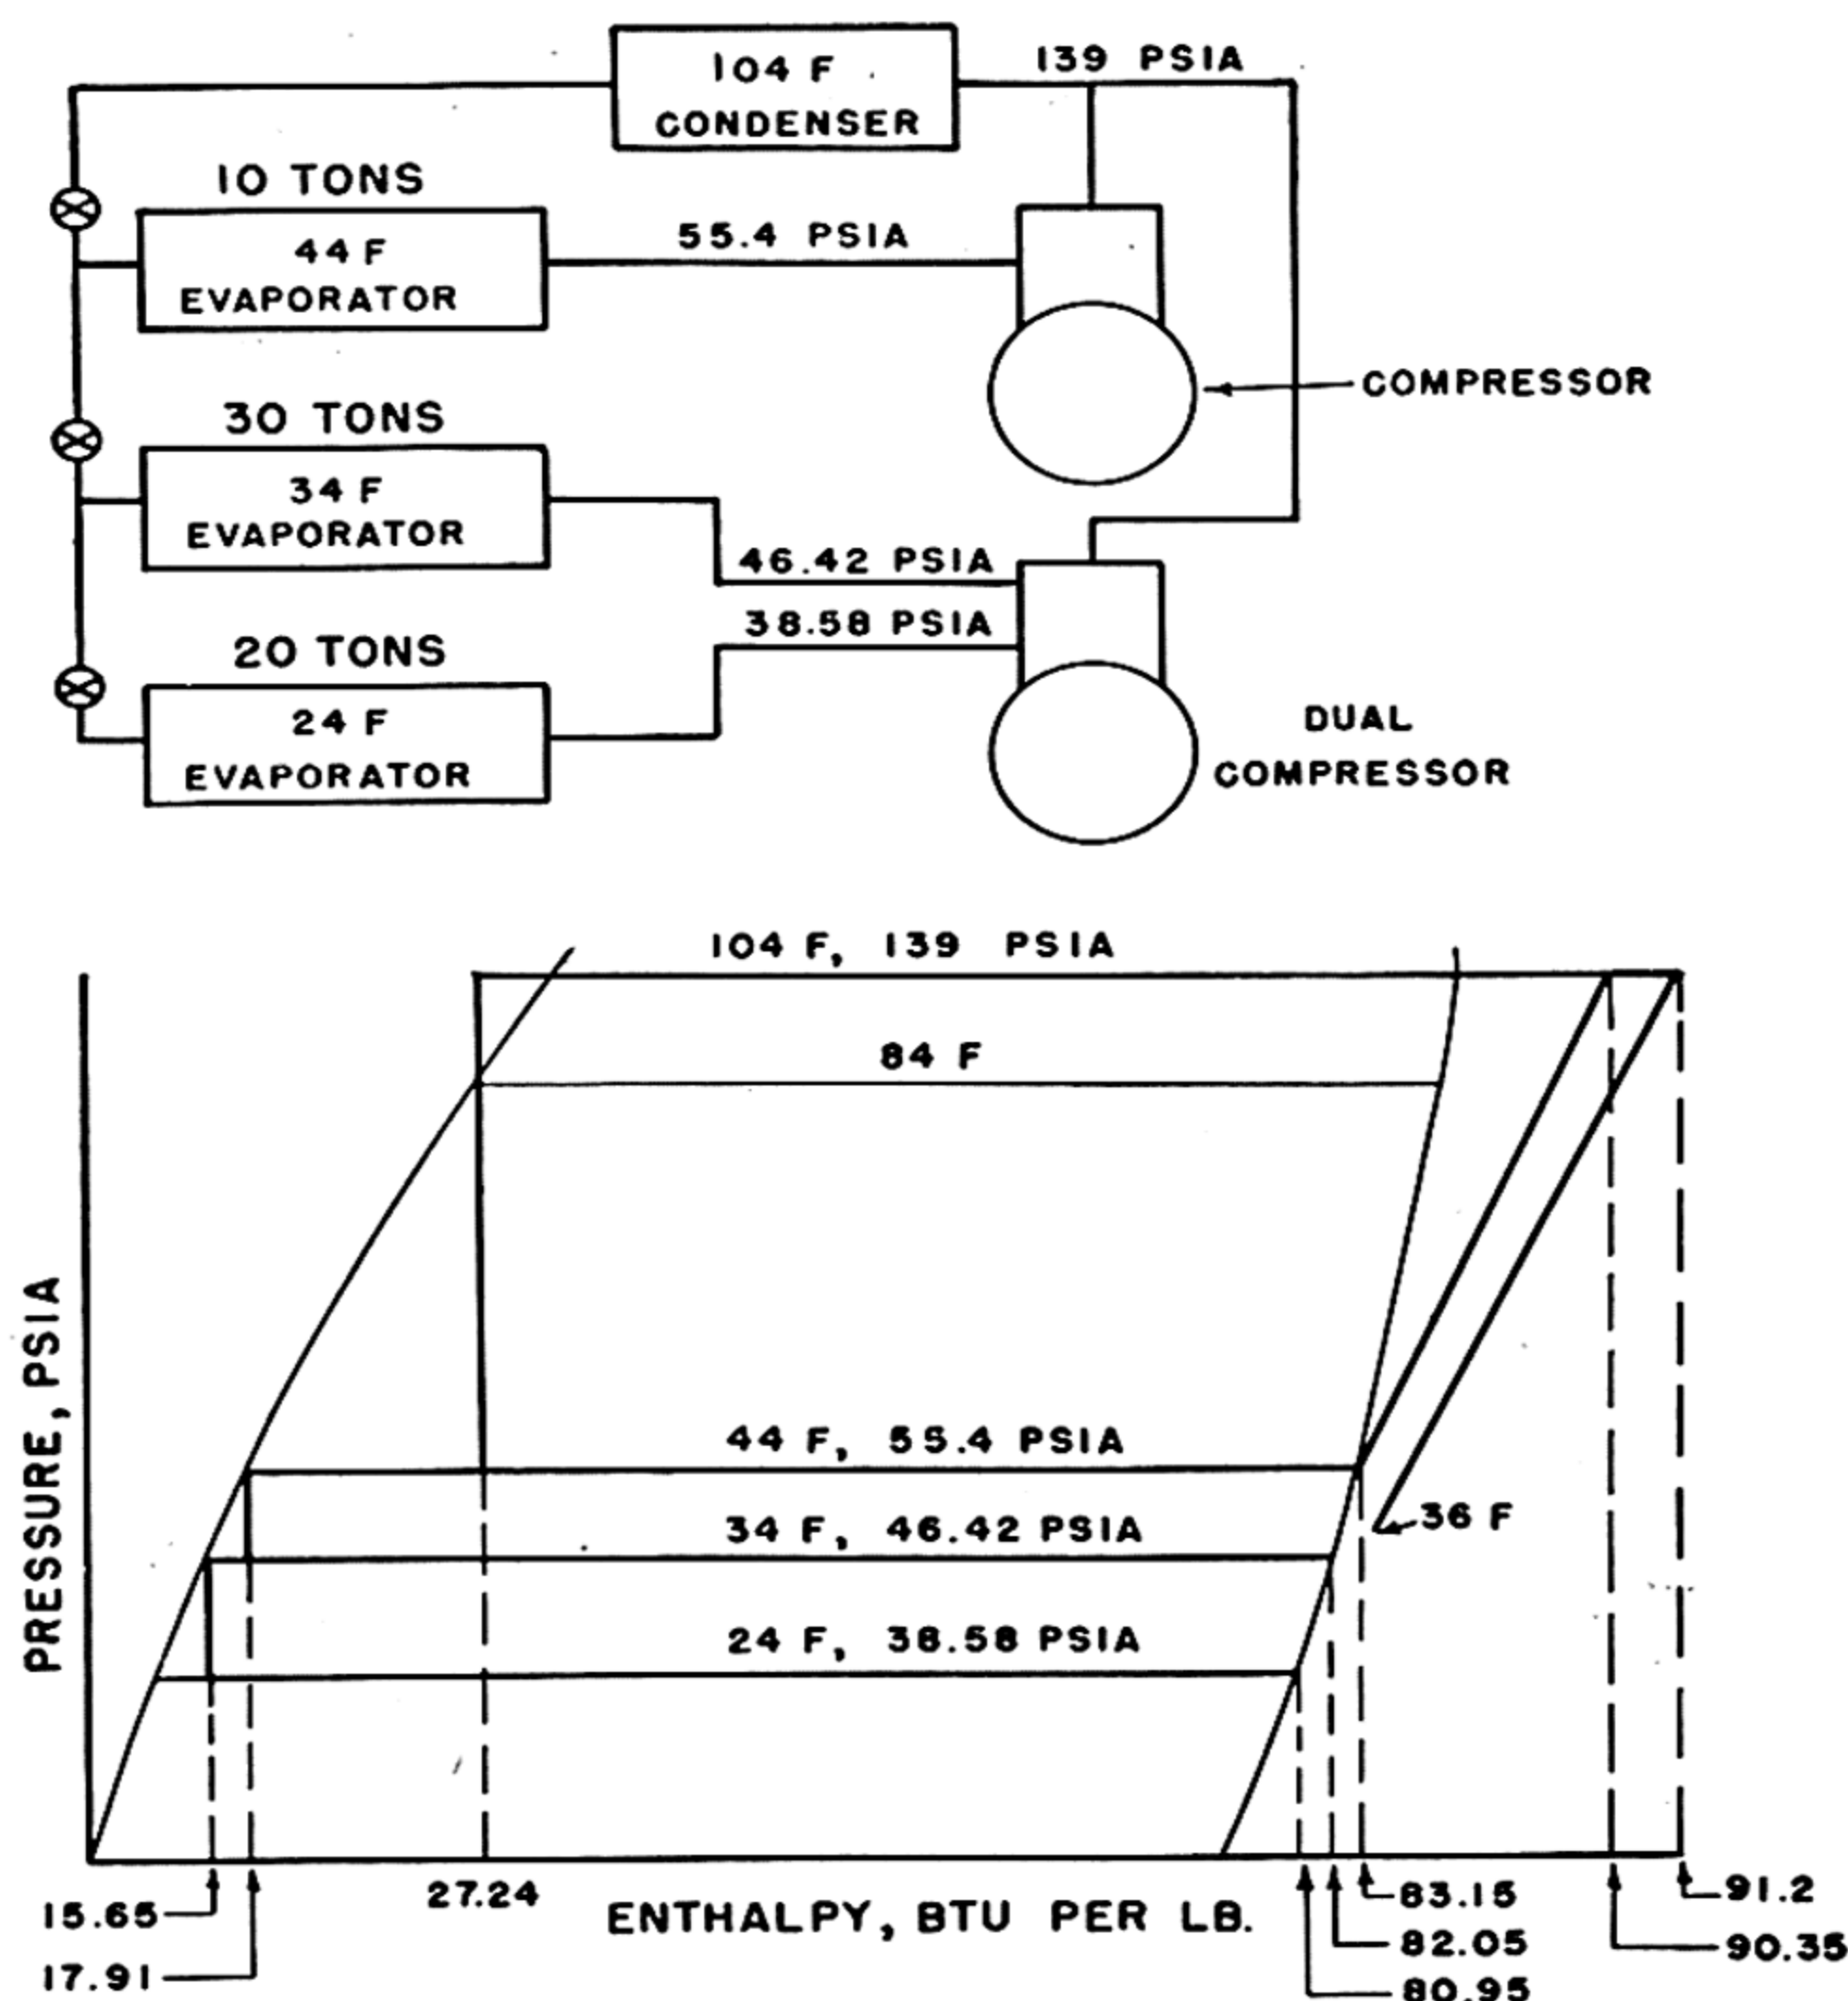 104 F
CONDENSER
139 PSIA
10 TONS
44 F
EVAPORATOR
55.4 PSIA
COMPRESSOR
30 TONS
34 F
EVAPORATOR
46.42 PSIA
38.58 PSIA
20 TONS
24 F
EVAPORATOR
DUAL
COMPRESSOR
104 F, 139 PSIA
84 F
44 F, 55.4 PSIA
36 F
34 F, 46.42 PSIA
24 F, 38.58 PSIA
PRESSURE, PSIA
15.65
17.91
27.24
ENTHALPY, BTU PER LB.
83.15
82.05
80.95
91.2
90.35